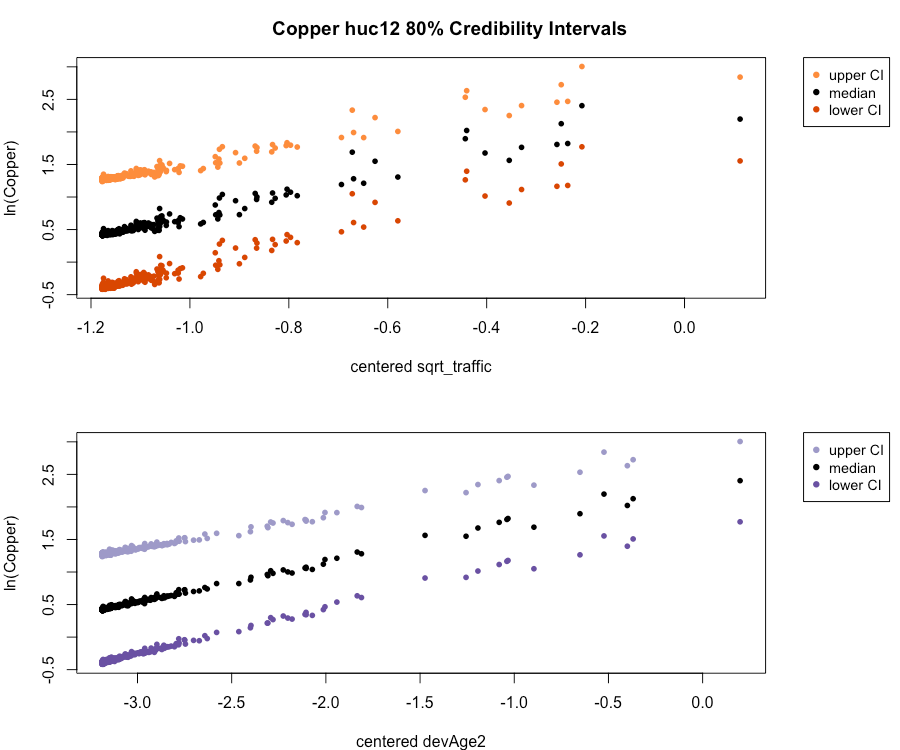 Copper huc12 80% Credibility Intervals
ln(Copper)
2.5
1.5
0.5
-0.5
-1.2 -1.0 -0.8 -0.6 -0.4 -0.2 0.0
centered sqrt_traffic
upper CI
median
lower CI
ln(Copper)
2.5
1.5
0.5
-0.5
-3.0 -2.5 -2.0 -1.5 -1.0 -0.5 0.0
centered devAge2
upper CI
median
lower CI